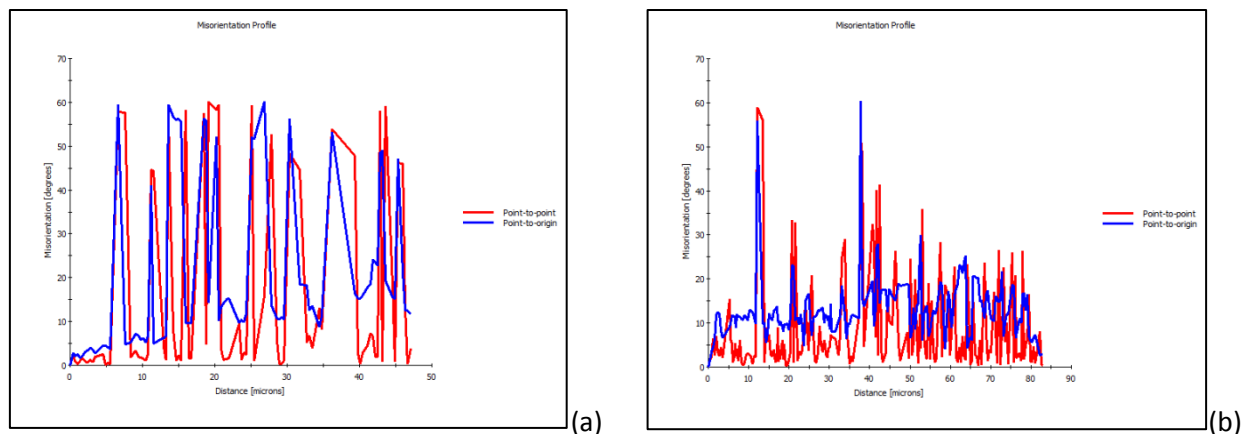 Misorientation Profile
70
60
50
40
30
20
10
0
0 10 20 30 40 50
Misorientation [degrees]
Distance [microns]
Point-to-point
Point-to-origin
(a)
Misorientation Profile
70
60
50
40
30
20
10
0
0 10 20 30 40 50 60 70 80 90
Misorientation [degrees]
Distance [microns]
Point-to-point
Point-to-origin
(b)